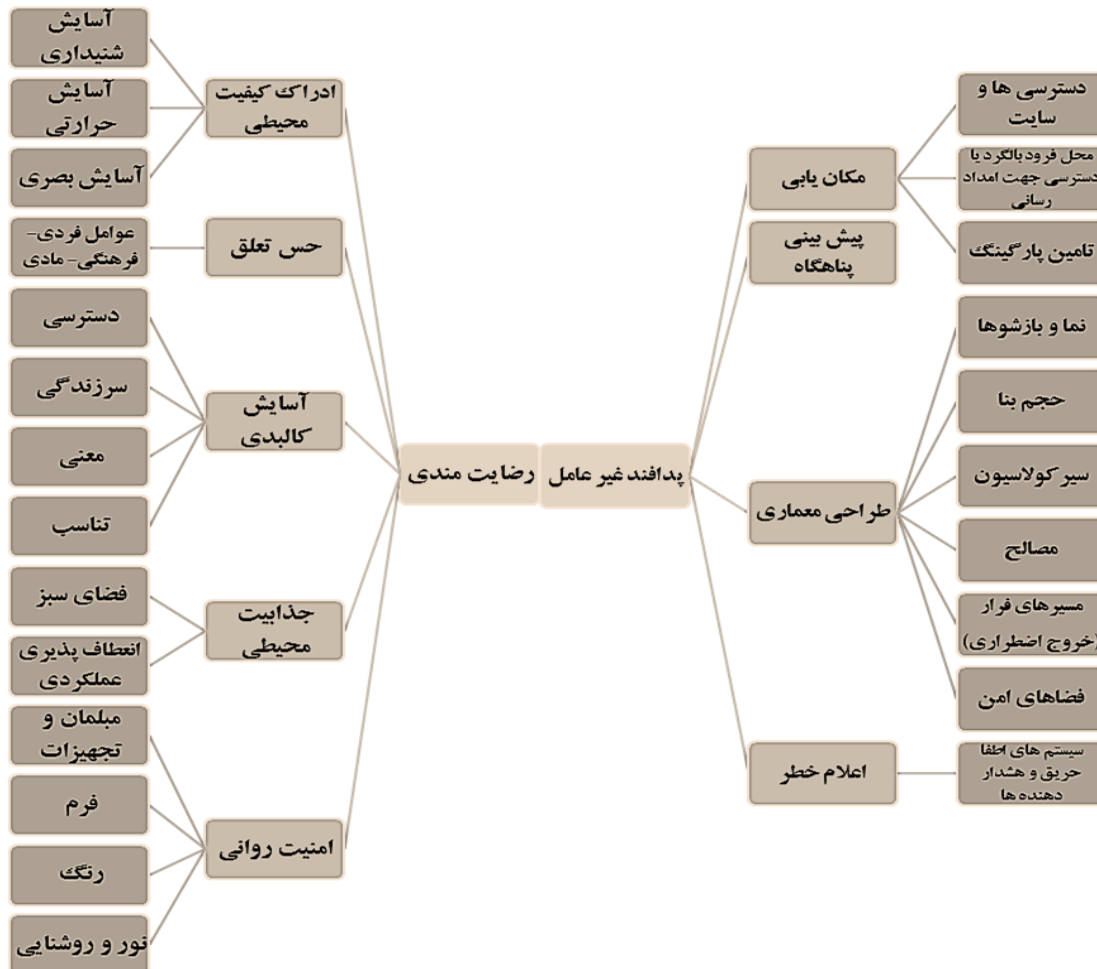 پدافند غیر عامل
مکان یابی
دسترسی ها و
سایت
محل فرود بالگرد یا
دسترسی جهت امداد
رسانی
تامین پارگینگ
پیش بینی
پناهگاه
طراحی معماری
نما و بازشوها
حجم بنا
سیر کولاسیون
مصالح
مسیرهای فرار
(خروج اضطراری)
فضاهای امن
اعلام خطر
سیستم های اطفا
حریق و هشدار
دهنده ها
رضایت مندی
ادراک کیفیت
محیطی
آسایش
شنیداری
آسایش
حرارتی
آسایش بصری
حس تعلق
عوامل فردی-
فرهنگی- مادی
آسایش
کالبدی
دسترسی
سرزندگی
معنی
تناسب
جذابیت
محیطی
فضای سبز
انعطاف پذیری
عملکردی
امنیت روانی
مبلمان و
تجهیزات
فرم
رنگ
نور و روشنایی